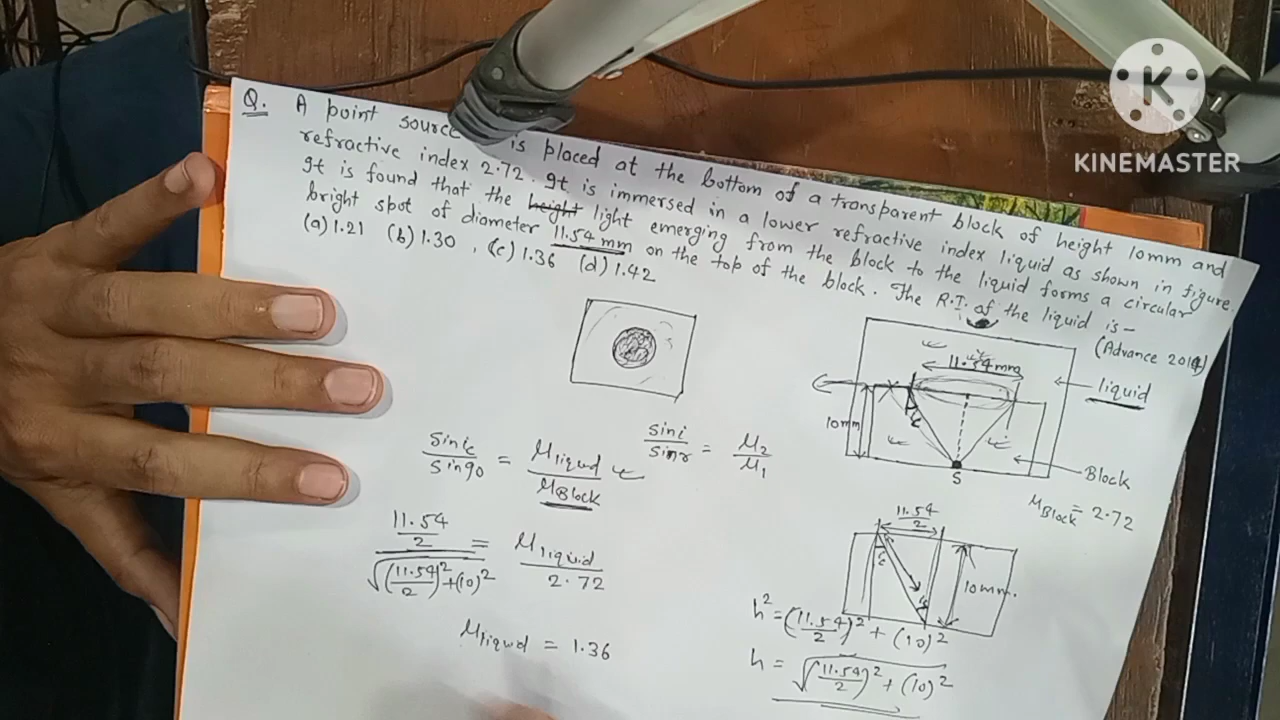 Q. A point source is placed at the bottom of a transparent block of height 10mm and
refractive index 2.72. It is immersed in a lower refractive index liquid as shown in figure.
It is found that the height light emerging from the block to the liquid forms a circular
bright spot of diameter 11.54 mm on the top of the block. The R.I. of the liquid is-
(a) 1.21 (b) 1.30, (c) 1.36 (d) 1.42
(Advance 2014)
K
KINEMASTER
11.54mm
liquid
10mm
c
S
Block
μBlock = 2.72
sin ic / sin 90 = μliquid / μBlock
sin i / sin r = μ2 / μ1
(11.54/2) / √((11.54/2)²+(10)²) = μliquid / 2.72
μliquid = 1.36
11.54/2
c
10mm.
h² = (11.54/2)² + (10)²
h = √((11.54/2)² + (10)²)